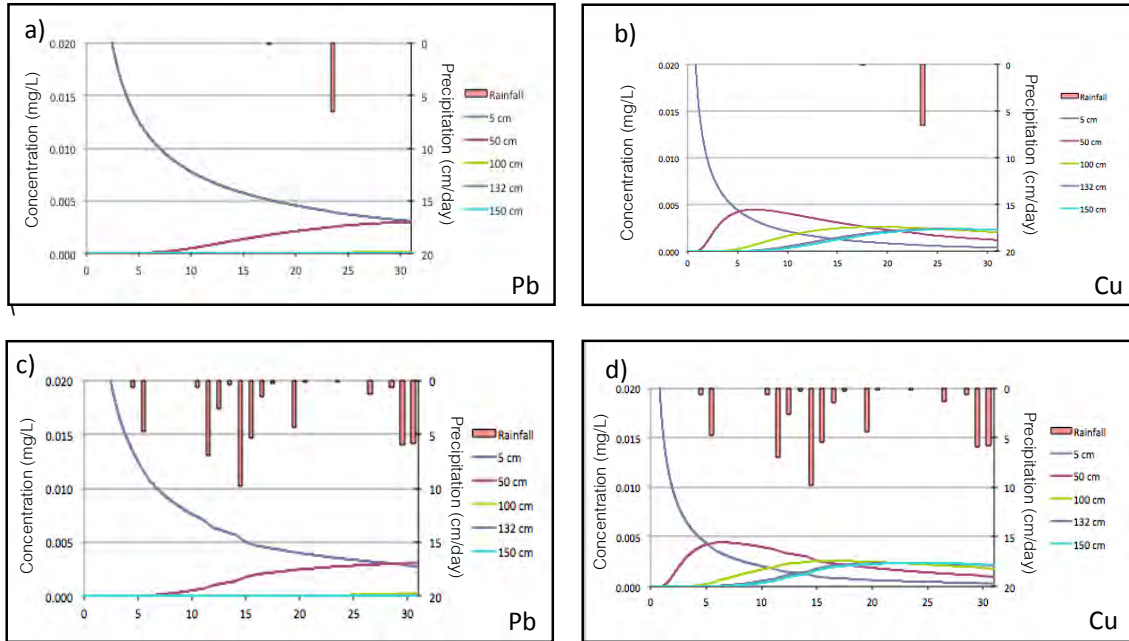 a)
0.020
0.015
0.010
0.005
0.000
Concentration (mg/L)
0
5
10
15
20
Precipitation (cm/day)
0 5 10 15 20 25 30
Rainfall
5 cm
50 cm
100 cm
132 cm
150 cm
Pb
b)
0.020
0.015
0.010
0.005
0.000
Concentration (mg/L)
0
5
10
15
20
Precipitation (cm/day)
0 5 10 15 20 25 30
Rainfall
5 cm
50 cm
100 cm
132 cm
150 cm
Cu
\
c)
0.020
0.015
0.010
0.005
0.000
Concentration (mg/L)
0
5
10
15
20
Precipitation (cm/day)
0 5 10 15 20 25 30
Rainfall
5 cm
50 cm
100 cm
132 cm
150 cm
Pb
d)
0.020
0.015
0.010
0.005
0.000
Concentration (mg/L)
0
5
10
15
20
Precipitation (cm/day)
0 5 10 15 20 25 30
Rainfall
5 cm
50 cm
100 cm
132 cm
150 cm
Cu